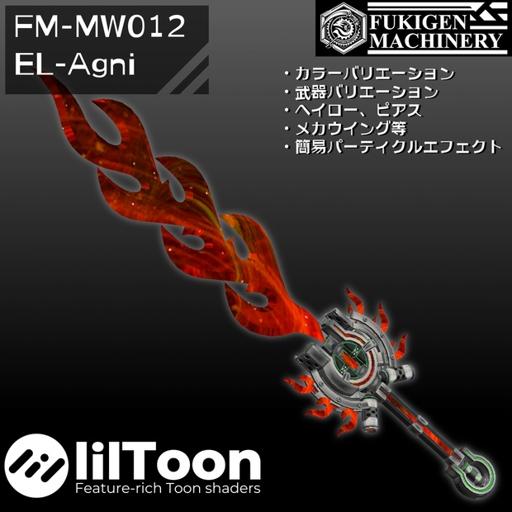 FM-MW012
EL-Agni
FUKIGEN
MACHINERY
・カラーバリエーション
・武器バリエーション
・ヘイロー、ピアス
・メカウイング等
・簡易パーティクルエフェクト
lilToon
Feature-rich Toon shaders